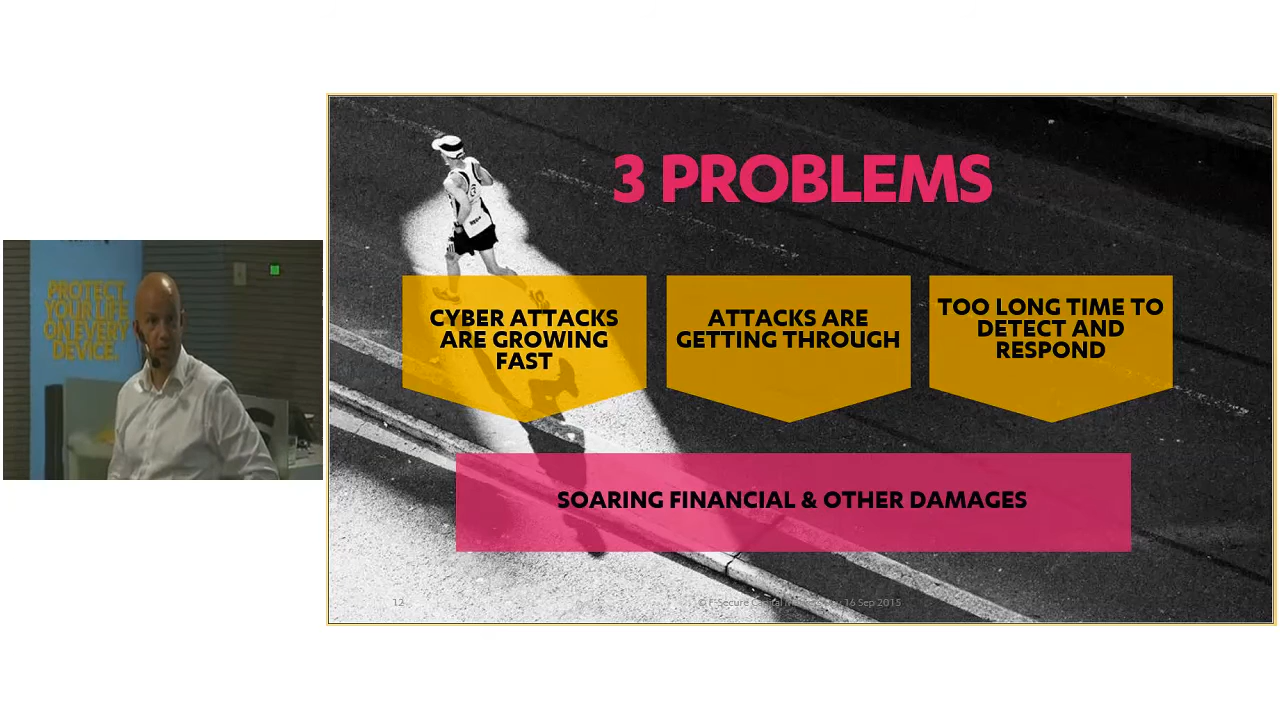 PROTECT
YOUR LIFE
ON EVERY
DEVICE.
3 PROBLEMS
CYBER ATTACKS
ARE GROWING
FAST
ATTACKS ARE
GETTING THROUGH
TOO LONG TIME TO
DETECT AND
RESPOND
SOARING FINANCIAL & OTHER DAMAGES
12
© F-Secure Capital 16 Sep 2015